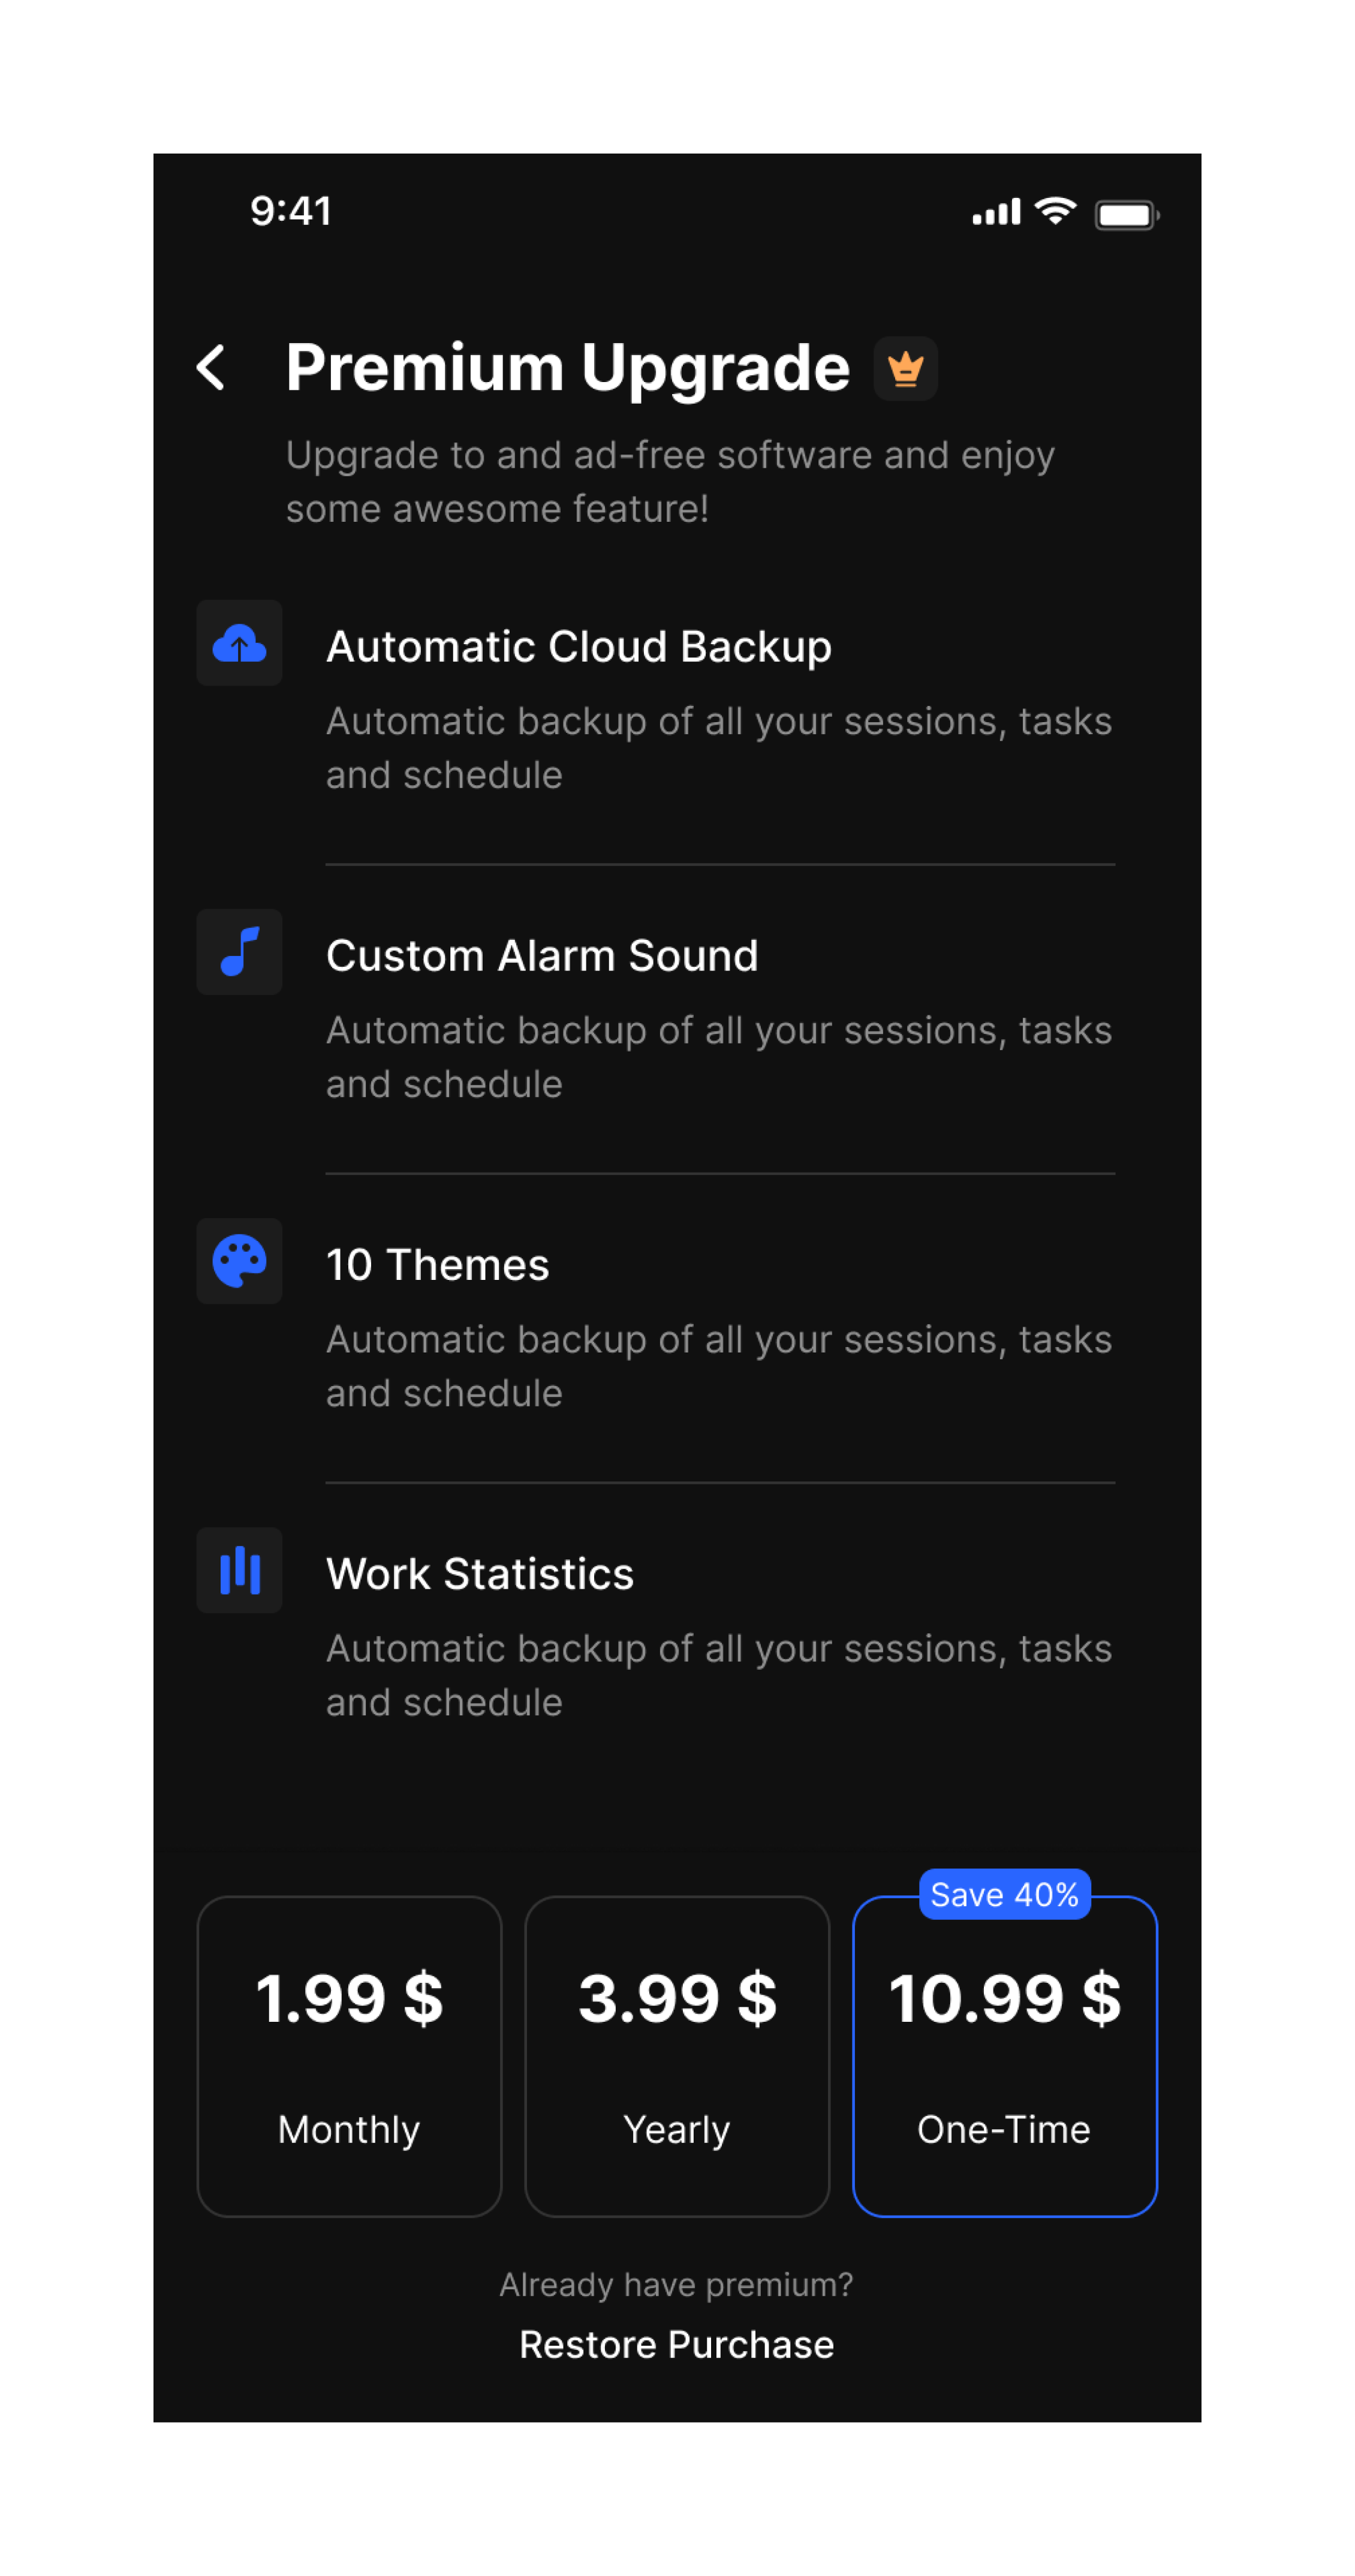 9:41
Premium Upgrade
Upgrade to and ad-free software and enjoy
some awesome feature!
Automatic Cloud Backup
Automatic backup of all your sessions, tasks
and schedule
Custom Alarm Sound
Automatic backup of all your sessions, tasks
and schedule
10 Themes
Automatic backup of all your sessions, tasks
and schedule
Work Statistics
Automatic backup of all your sessions, tasks
and schedule
1.99 $
Monthly
3.99 $
Yearly
Save 40%
10.99 $
One-Time
Already have premium?
Restore Purchase